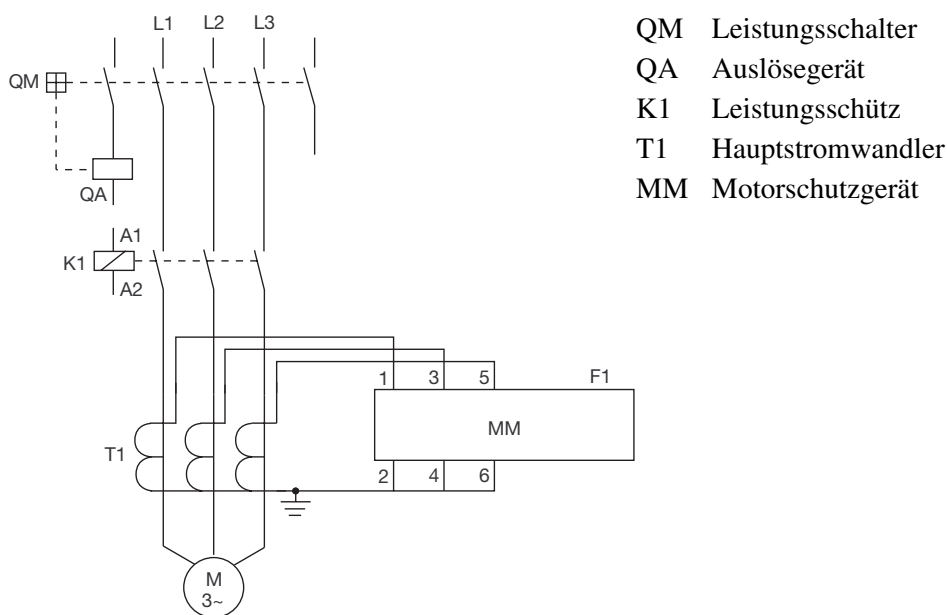 L1 L2 L3
QM
QA
A1
K1
A2
1 3 5 F1
MM
T1
2 4 6
M
3~
QM Leistungsschalter
QA Auslösegerät
K1 Leistungsschütz
T1 Hauptstromwandler
MM Motorschutzgerät